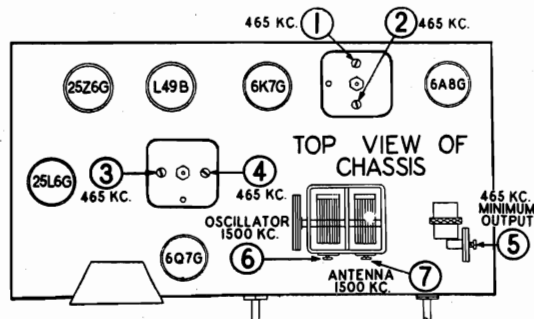 465 KC. 1 2 465 KC.
25Z6G L49B 6K7G 6A8G
TOP VIEW OF
CHASSIS
25L6G
3 4
465 KC. 465 KC.
OSCILLATOR
1500 KC.
465 KC.
MINIMUM
OUTPUT
5
6Q7G
6 7
ANTENNA
1500 KC.